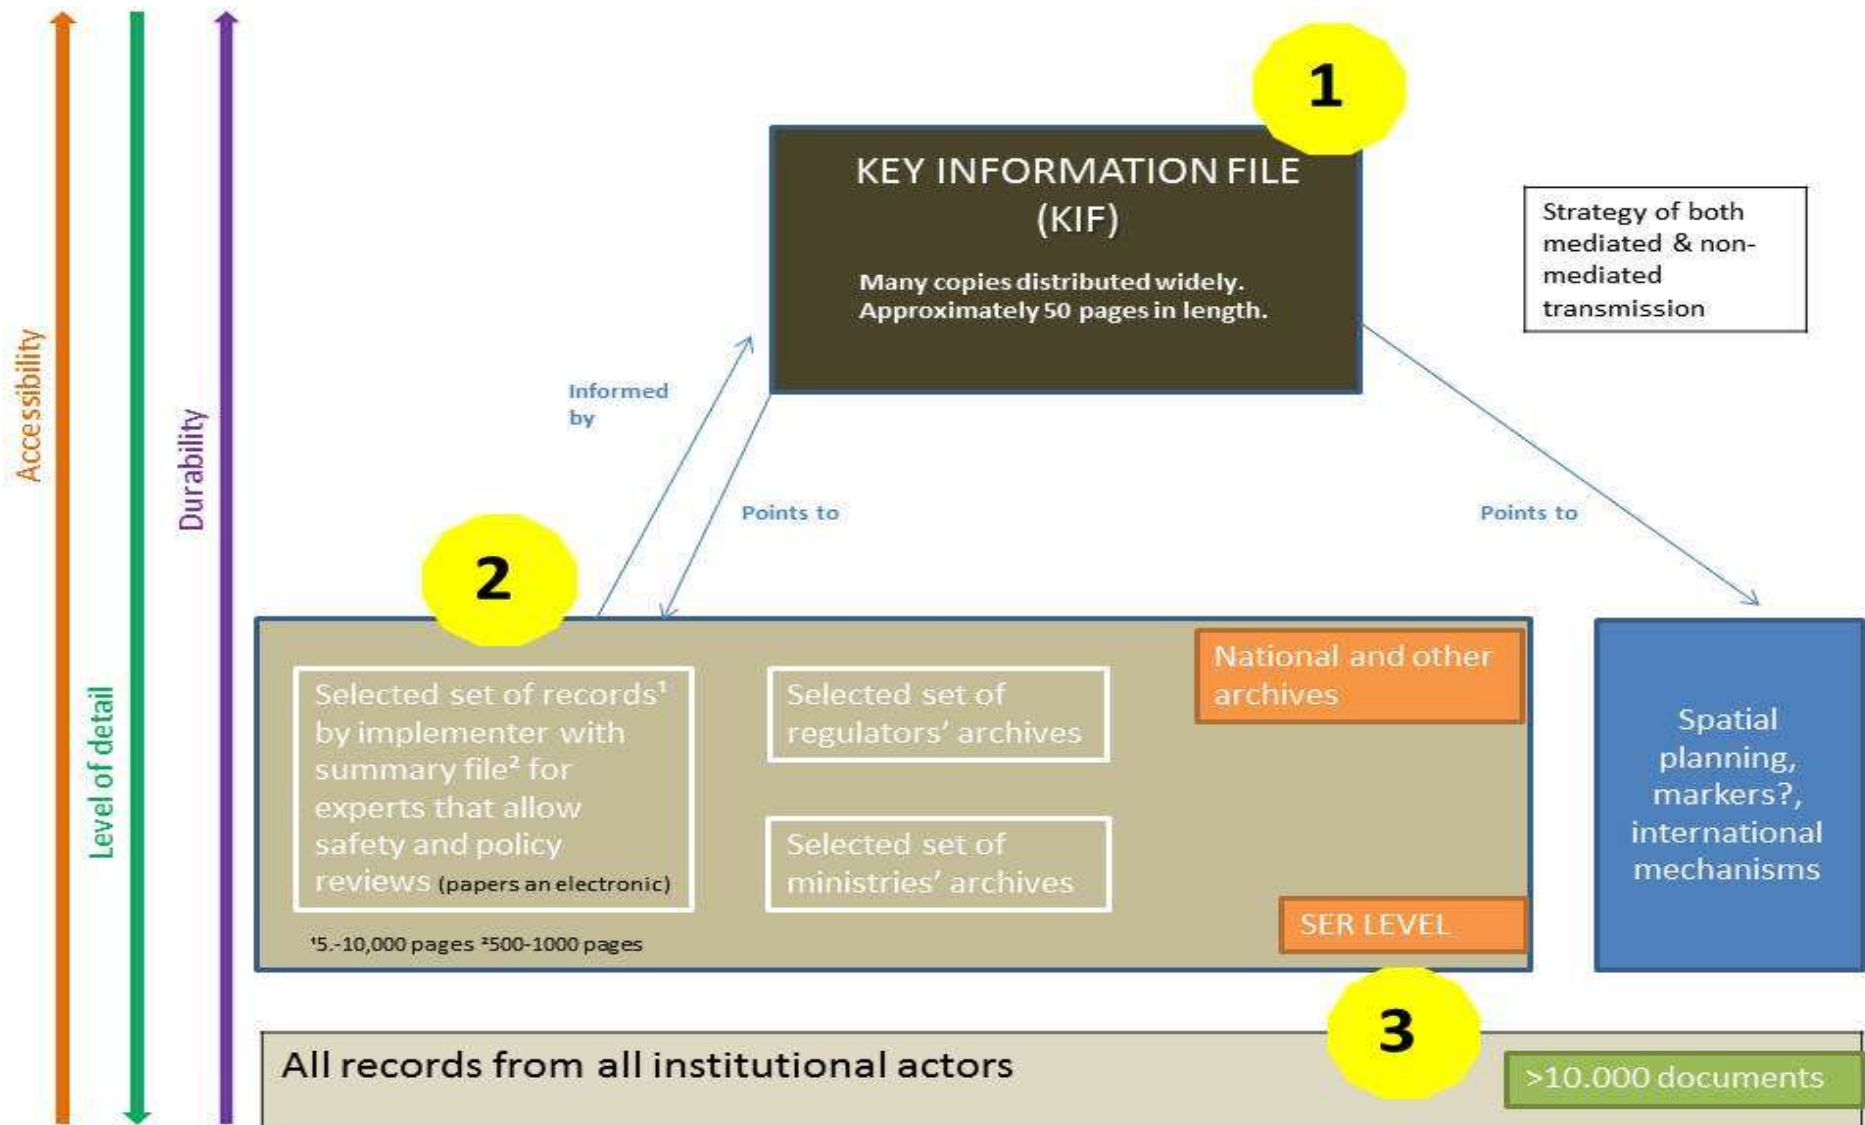 1
KEY INFORMATION FILE
(KIF)
Many copies distributed widely.
Approximately 50 pages in length.
Strategy of both
mediated & non-
mediated
transmission
Accessibility
Level of detail
Durability
Informed
by
Points to
Points to
2
Selected set of records¹
by implementer with
summary file² for
experts that allow
safety and policy
reviews (papers an electronic)
¹5.-10,000 pages ²500-1000 pages
Selected set of
regulators’ archives
Selected set of
ministries’ archives
National and other
archives
SER LEVEL
Spatial
planning,
markers?,
international
mechanisms
3
All records from all institutional actors
>10.000 documents